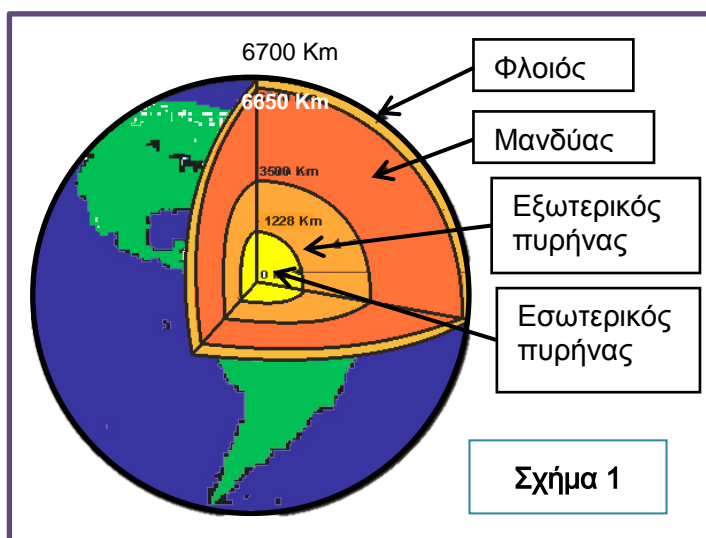 6700 Km
Φλοιός
6650 Km
Μανδύας
3500 Km
1228 Km
Εξωτερικός
πυρήνας
0
Εσωτερικός
πυρήνας
Σχήμα 1